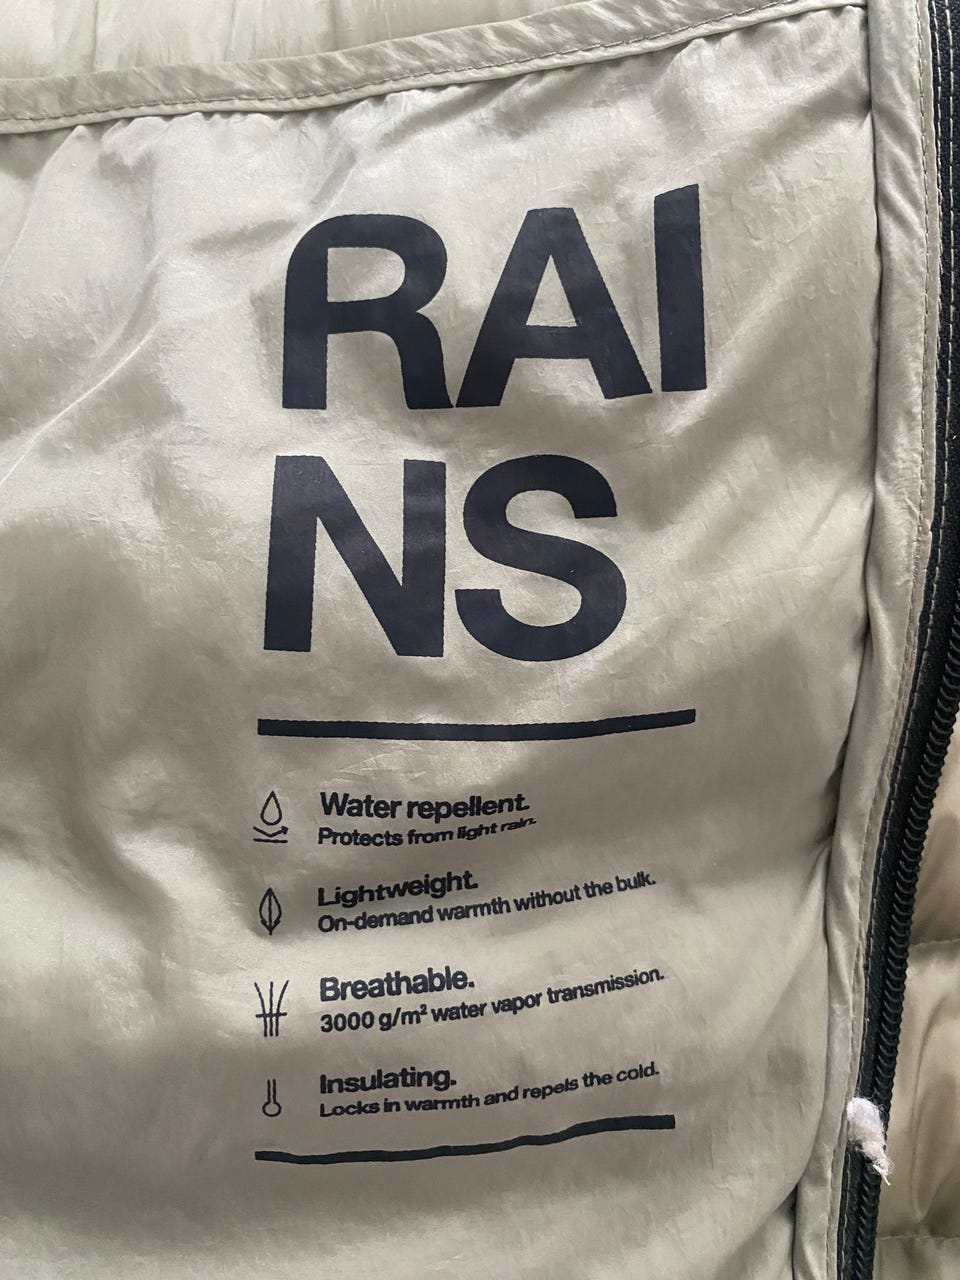 RAI
NS
Water repellent.
Protects from light rain.
Lightweight.
On-demand warmth without the bulk.
Breathable.
3000 g/m² water vapor transmission.
Insulating.
Locks in warmth and repels the cold.